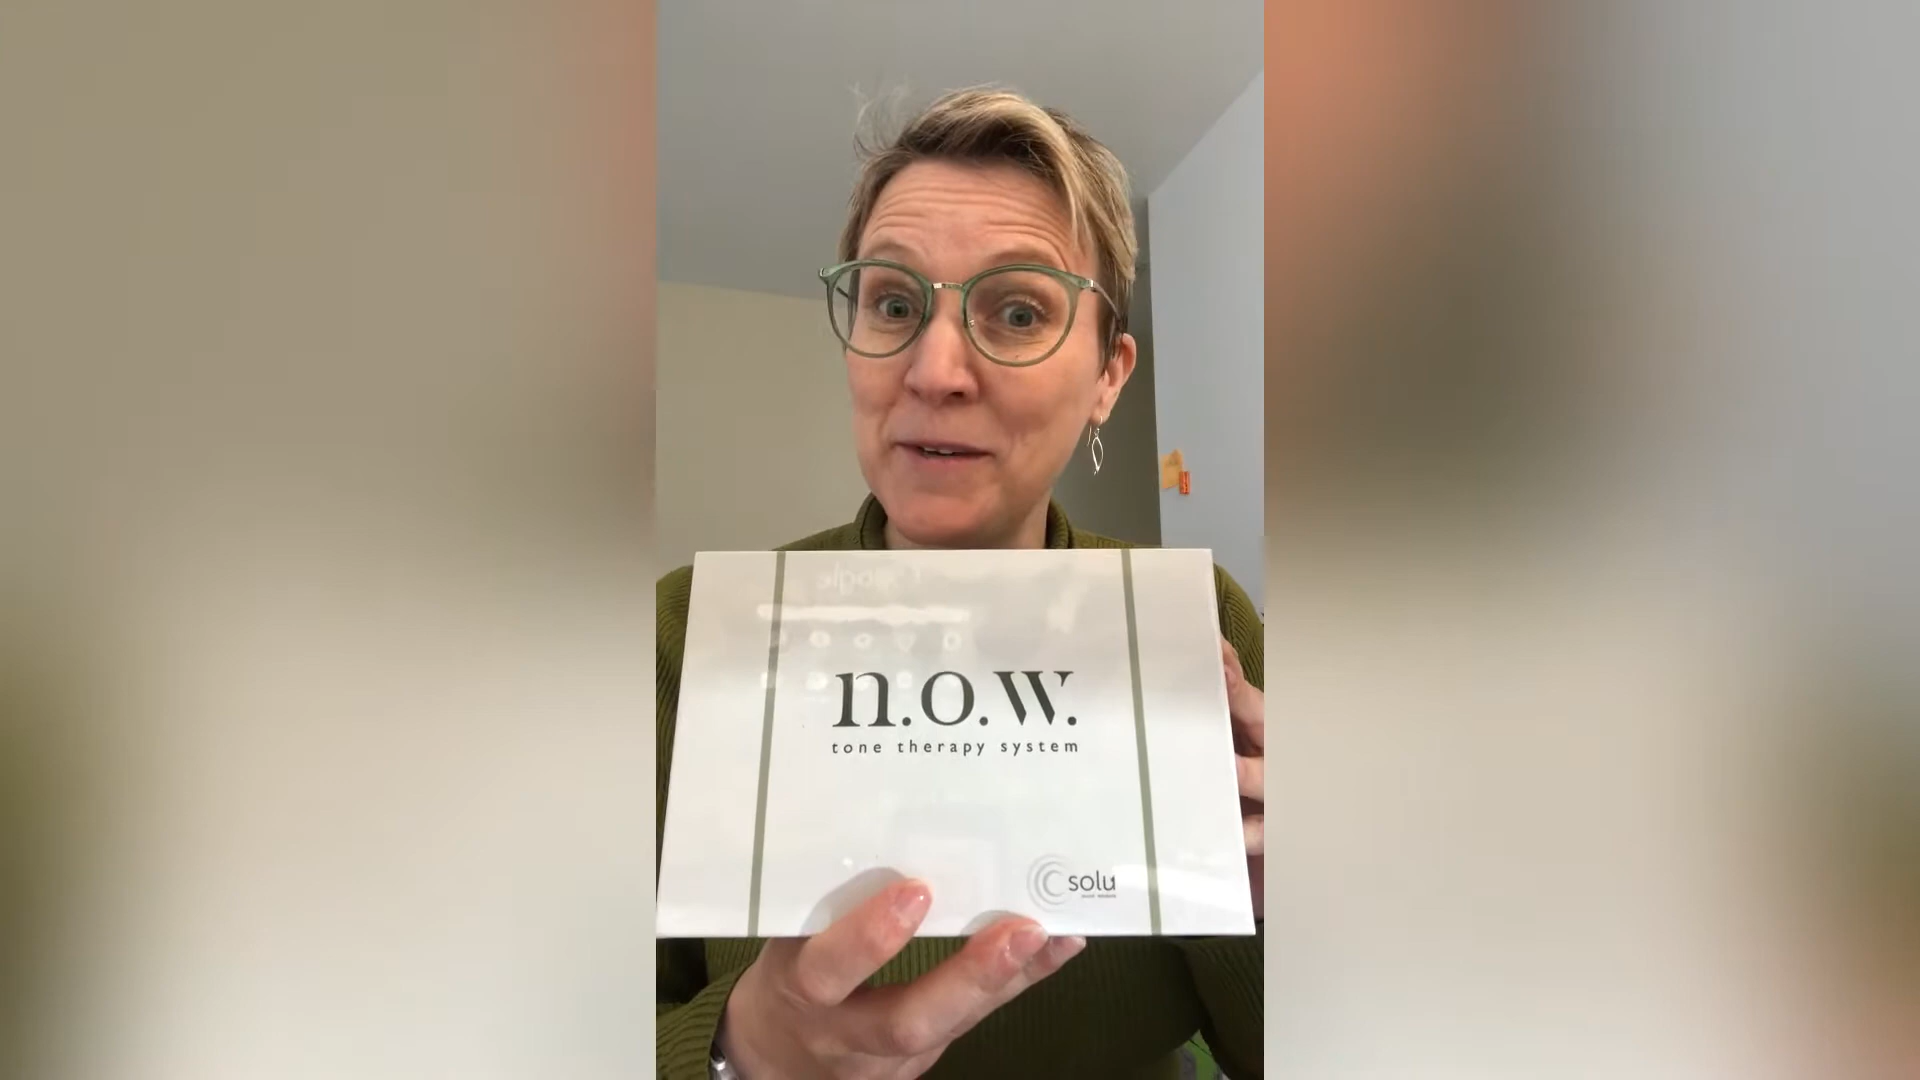 n.o.w.
tone therapy system
solu